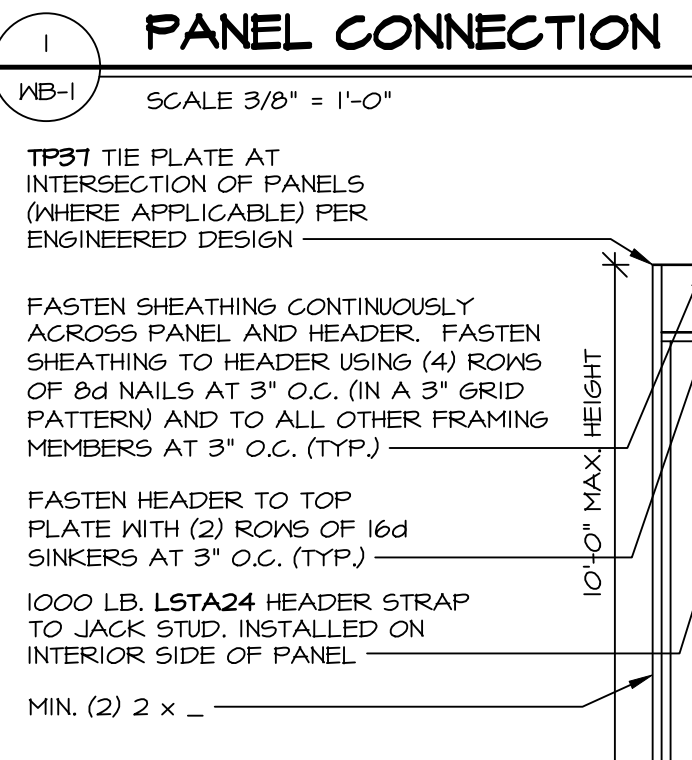 1
WB-1
PANEL CONNECTION
SCALE 3/8" = 1'-0"
TP37 TIE PLATE AT
INTERSECTION OF PANELS
(WHERE APPLICABLE) PER
ENGINEERED DESIGN
FASTEN SHEATHING CONTINUOUSLY
ACROSS PANEL AND HEADER. FASTEN
SHEATHING TO HEADER USING (4) ROWS
OF 8d NAILS AT 3" O.C. (IN A 3" GRID
PATTERN) AND TO ALL OTHER FRAMING
MEMBERS AT 3" O.C. (TYP.)
FASTEN HEADER TO TOP
PLATE WITH (2) ROWS OF 16d
SINKERS AT 3" O.C. (TYP.)
1000 LB. LSTA24 HEADER STRAP
TO JACK STUD. INSTALLED ON
INTERIOR SIDE OF PANEL
MIN. (2) 2 x _
10'-0" MAX. HEIGHT